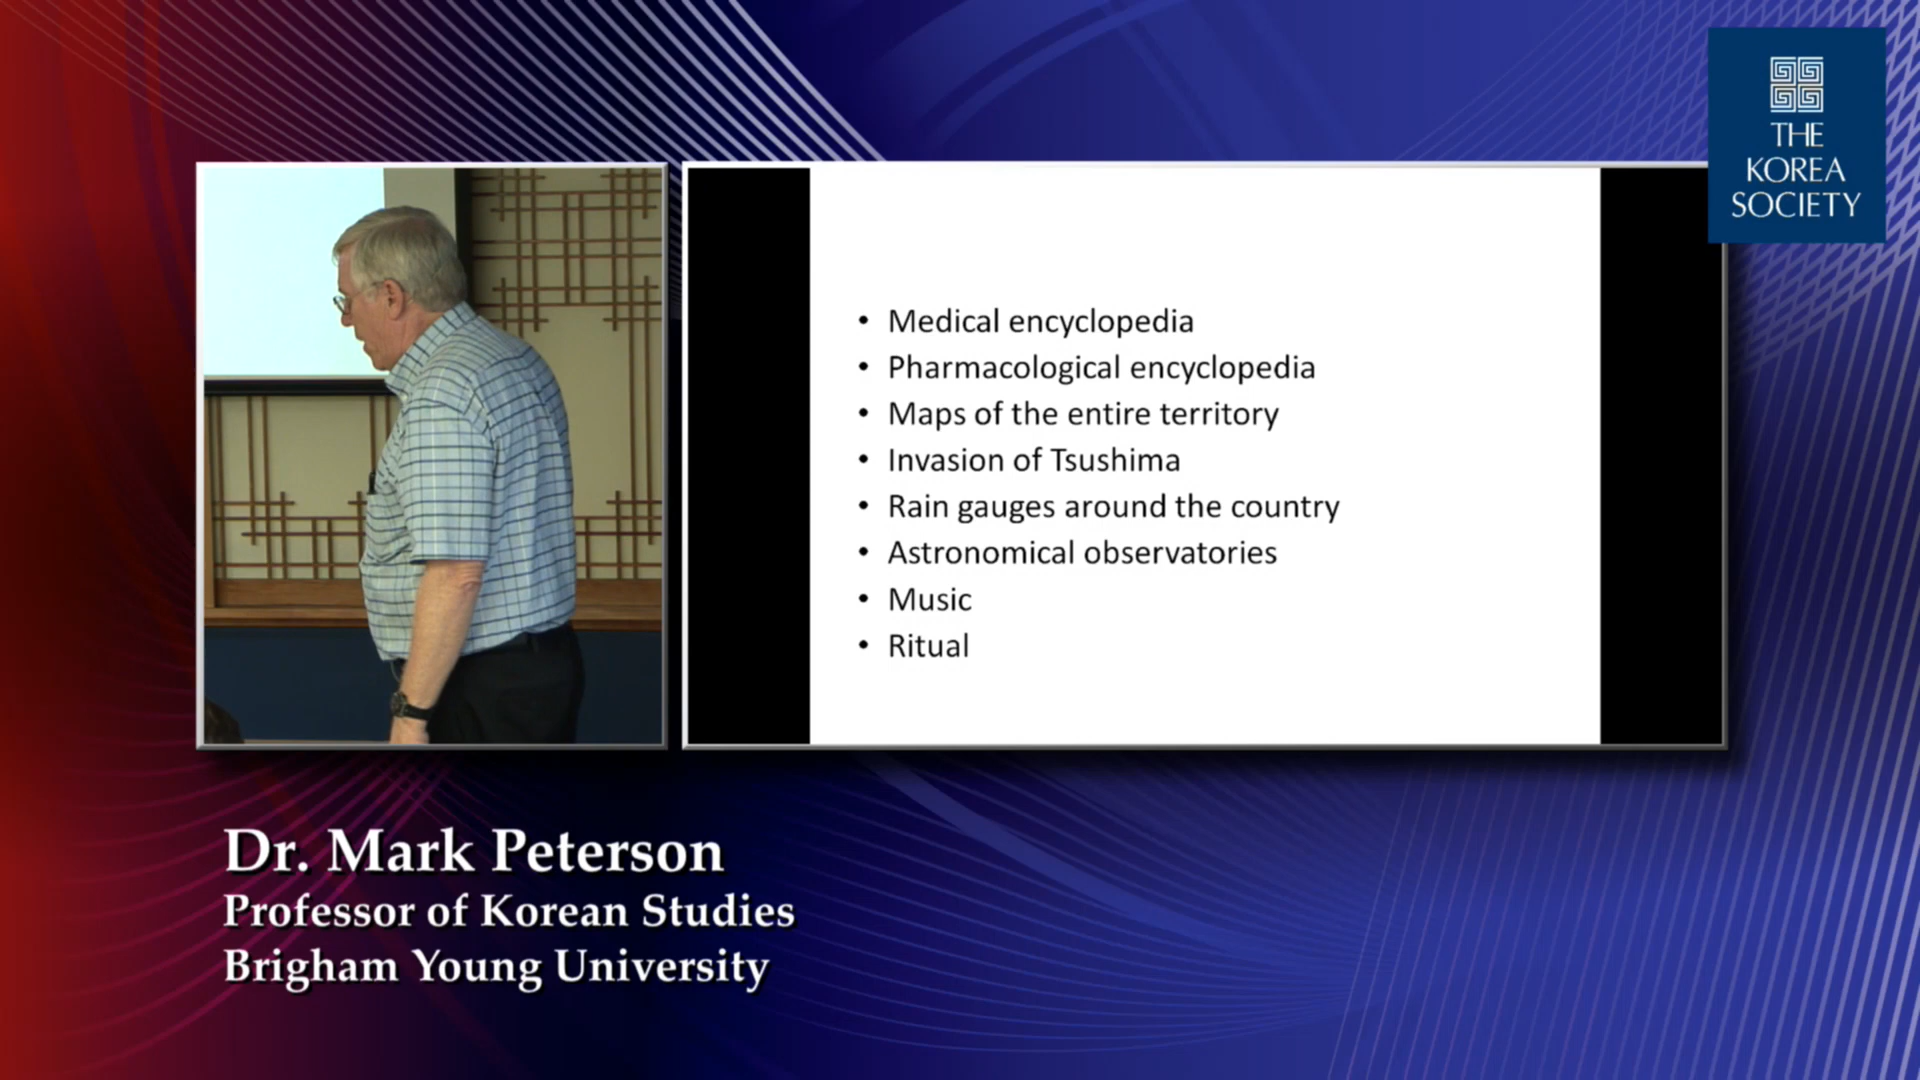 THE
KOREA
SOCIETY
• Medical encyclopedia
• Pharmacological encyclopedia
• Maps of the entire territory
• Invasion of Tsushima
• Rain gauges around the country
• Astronomical observatories
• Music
• Ritual
Dr. Mark Peterson
Professor of Korean Studies
Brigham Young University